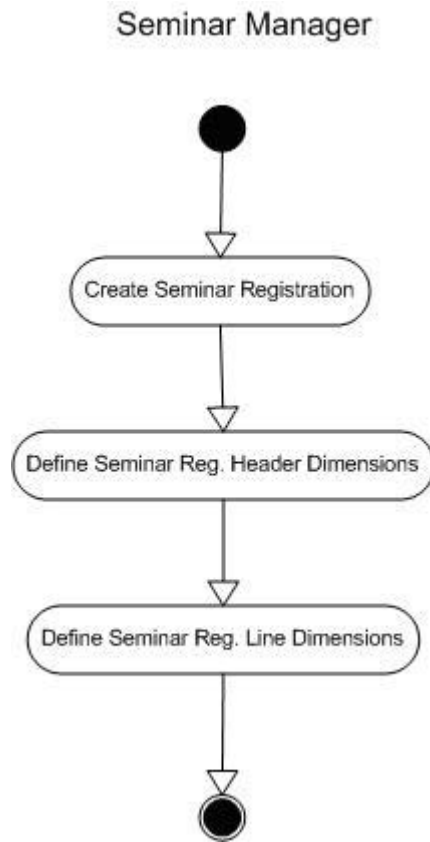 Seminar Manager
Create Seminar Registration
Define Seminar Reg. Header Dimensions
Define Seminar Reg. Line Dimensions